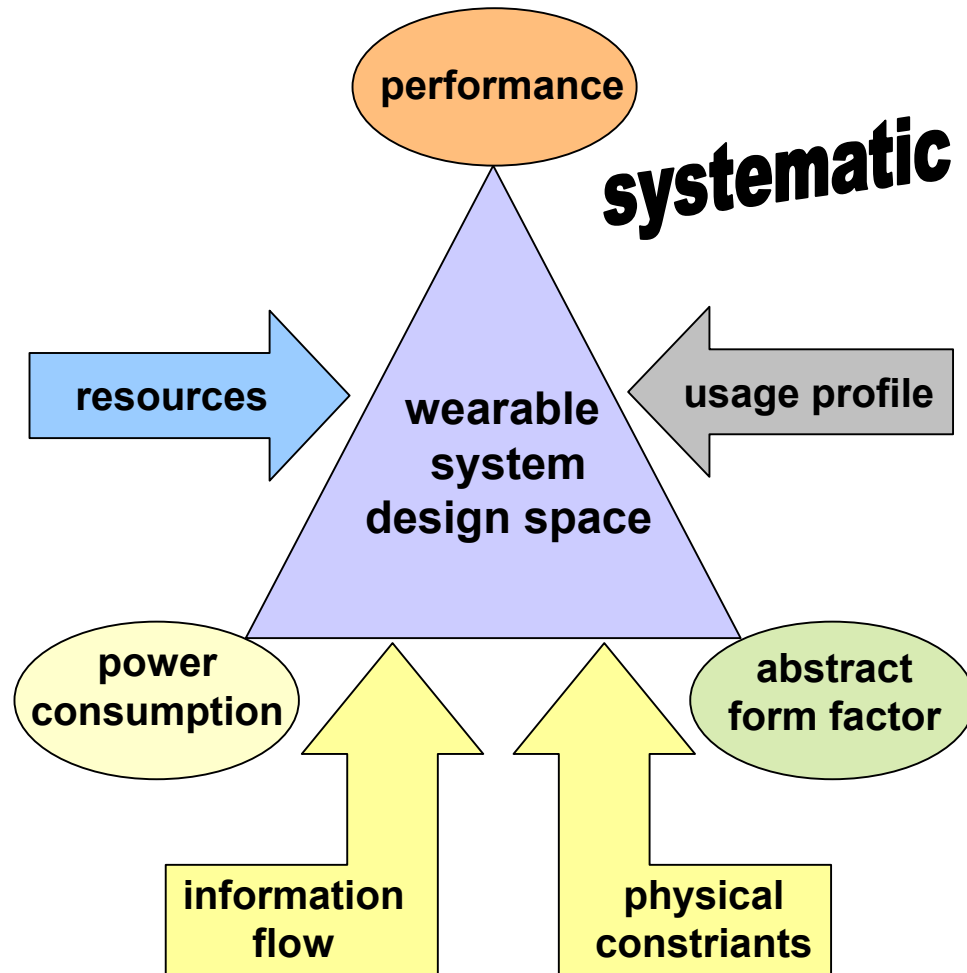 performance
systematic
resources
usage profile
wearable
system
design space
power
consumption
abstract
form factor
information
flow
physical
constriants